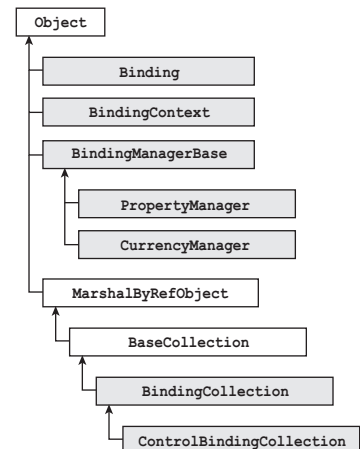 Object
Binding
BindingContext
BindingManagerBase
PropertyManager
CurrencyManager
MarshalByRefObject
BaseCollection
BindingCollection
ControlBindingCollection